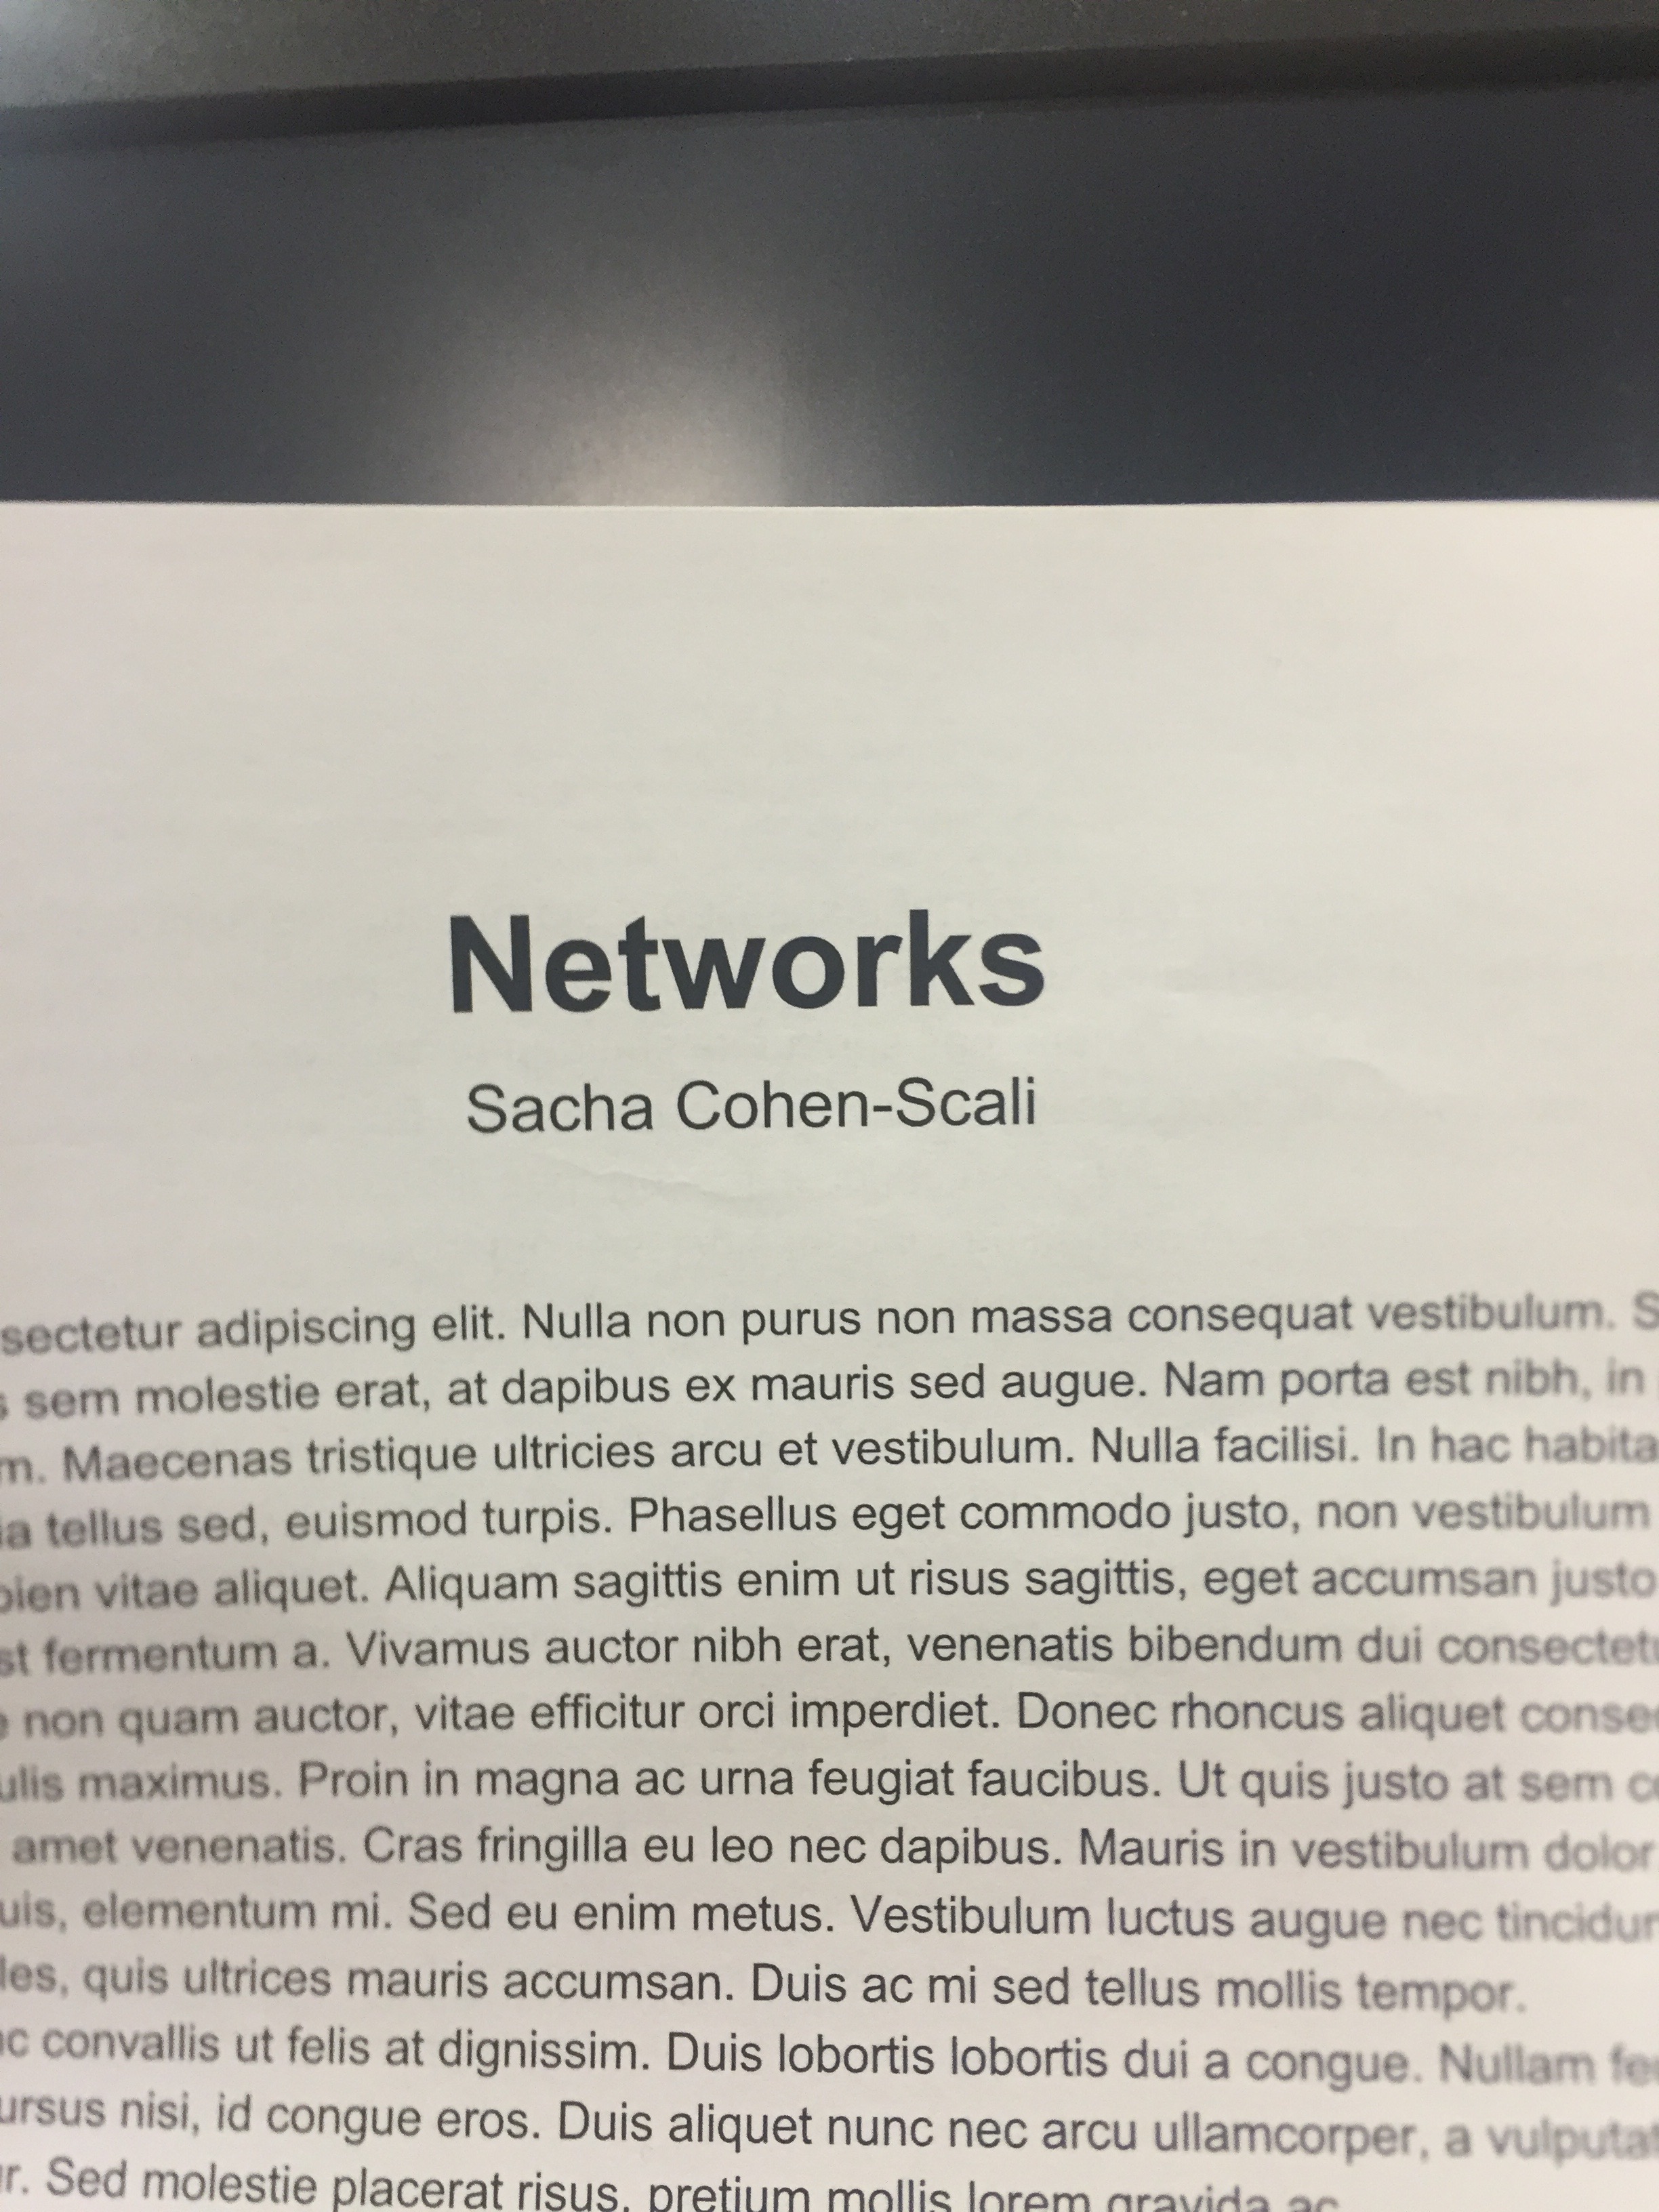 Networks
Sacha Cohen-Scali
sectetur adipiscing elit. Nulla non purus non massa consequat vestibulum. S
sem molestie erat, at dapibus ex mauris sed augue. Nam porta est nibh, in
m. Maecenas tristique ultricies arcu et vestibulum. Nulla facilisi. In hac habita
ia tellus sed, euismod turpis. Phasellus eget commodo justo, non vestibulum
pien vitae aliquet. Aliquam sagittis enim ut risus sagittis, eget accumsan justo
st fermentum a. Vivamus auctor nibh erat, venenatis bibendum dui consectetu
e non quam auctor, vitae efficitur orci imperdiet. Donec rhoncus aliquet conse
ulis maximus. Proin in magna ac urna feugiat faucibus. Ut quis justo at sem
amet venenatis. Cras fringilla eu leo nec dapibus. Mauris in vestibulum dolor
uis, elementum mi. Sed eu enim metus. Vestibulum luctus augue nec tincidun
les, quis ultrices mauris accumsan. Duis ac mi sed tellus mollis tempor.
c convallis ut felis at dignissim. Duis lobortis lobortis dui a congue. Nullam
ursus nisi, id congue eros. Duis aliquet nunc nec arcu ullamcorper, a vulputat
r. Sed molestie placerat risus, pretium mollis lorem gravida ac